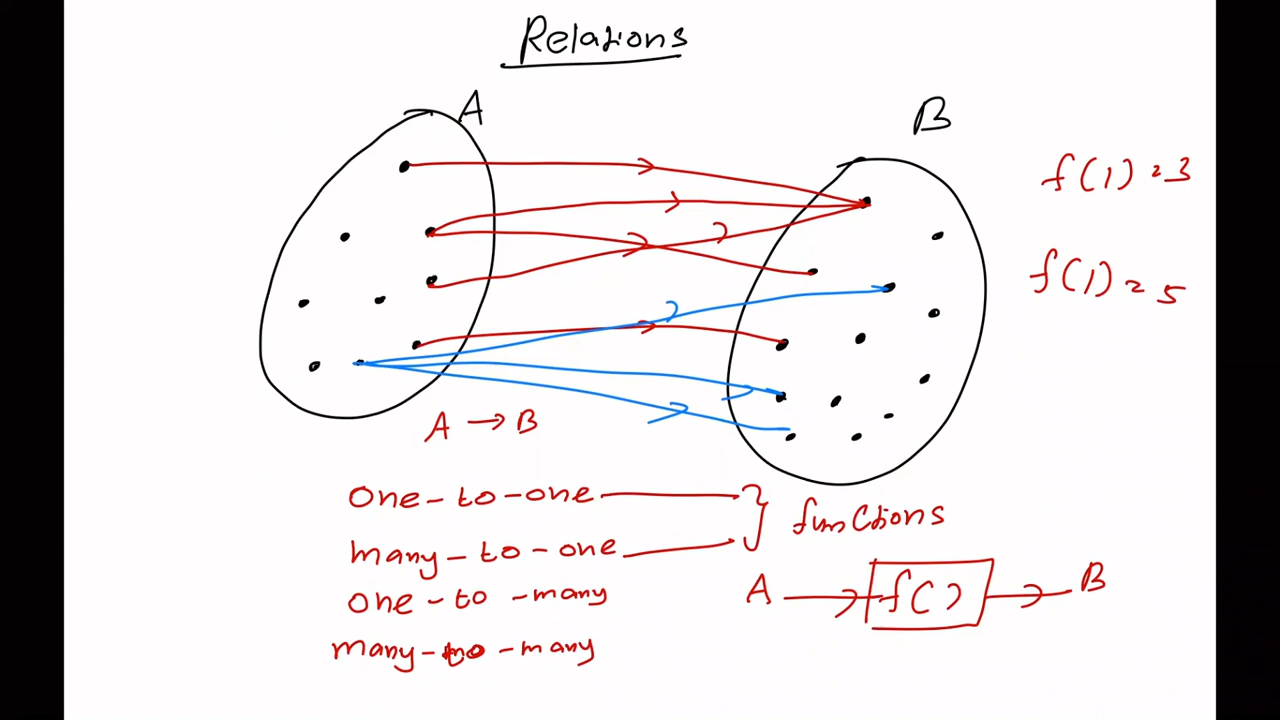 Relations
A
B
f(1) = 3
f(1) = 5
A → B
One-to-one
many-to-one
functions
one-to-many
many-to-many
A
f( )
B